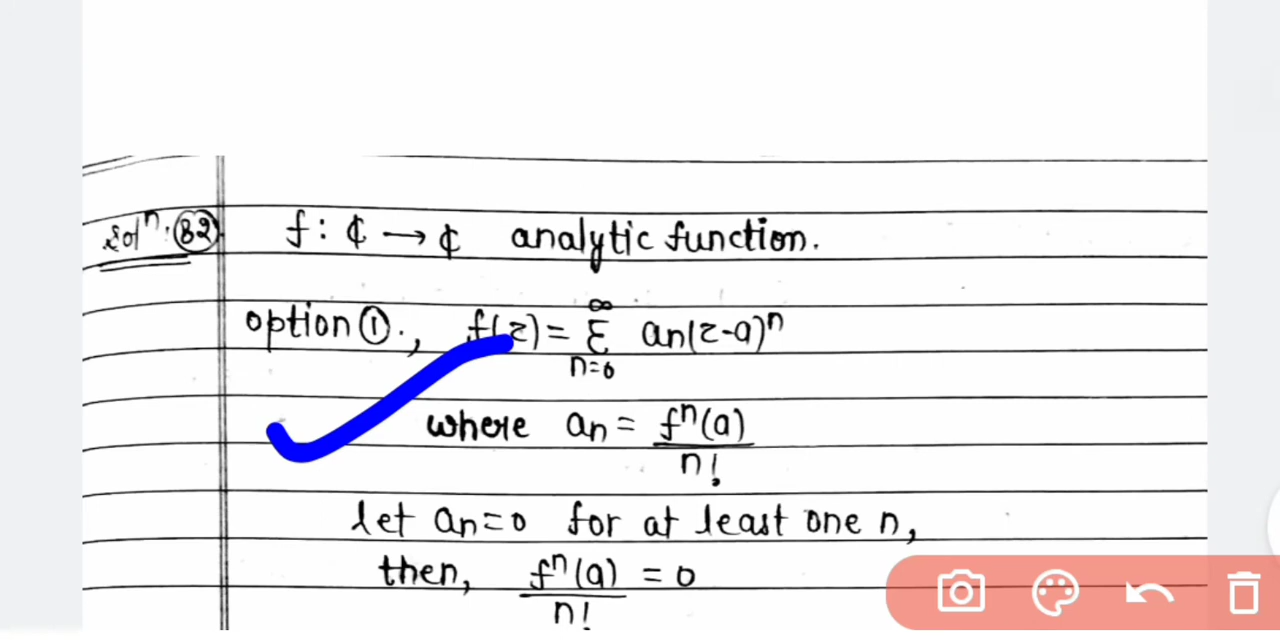 Solⁿ. 82 f : ¢ → ¢ analytic function.
option ①., f(z) = Σ_{n=0}^{∞} an(z-a)ⁿ
where an = fⁿ(a)/n!
let an=0 for at least one n,
then, fⁿ(a)/n! = 0